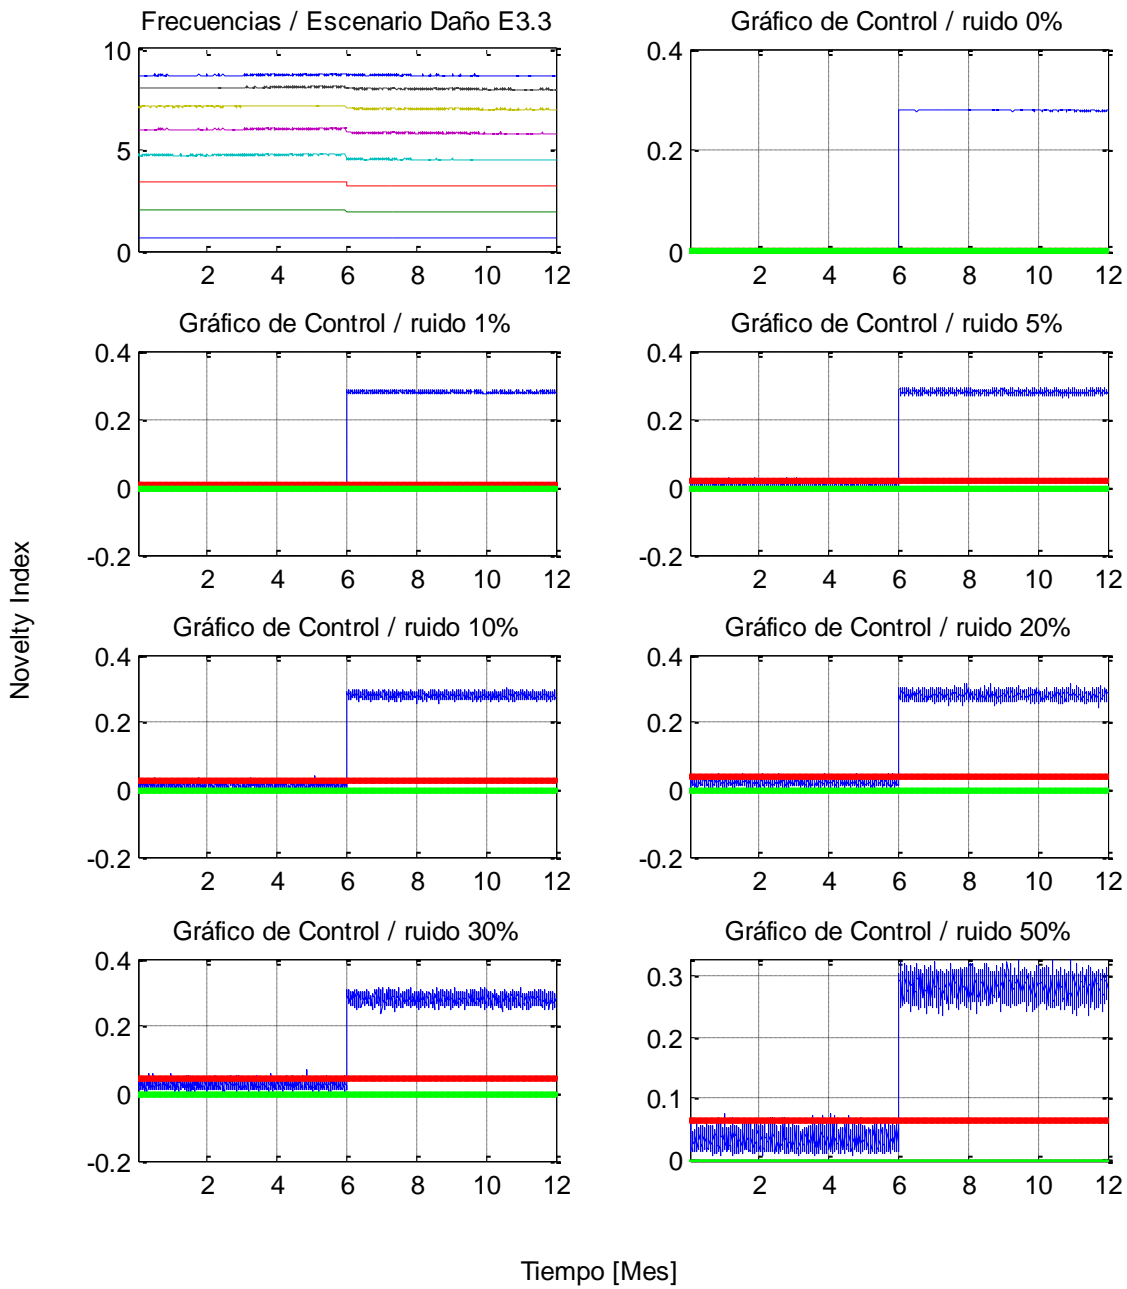 Frecuencias / Escenario Daño E3.3
10
5
0
2 4 6 8 10 12
Gráfico de Control / ruido 0%
0.4
0.2
0
2 4 6 8 10 12
Gráfico de Control / ruido 1%
0.4
0.2
0
-0.2
2 4 6 8 10 12
Gráfico de Control / ruido 5%
0.4
0.2
0
-0.2
2 4 6 8 10 12
Novelty Index
Gráfico de Control / ruido 10%
0.4
0.2
0
-0.2
2 4 6 8 10 12
Gráfico de Control / ruido 20%
0.4
0.2
0
-0.2
2 4 6 8 10 12
Gráfico de Control / ruido 30%
0.4
0.2
0
-0.2
2 4 6 8 10 12
Gráfico de Control / ruido 50%
0.3
0.2
0.1
0
2 4 6 8 10 12
Tiempo [Mes]